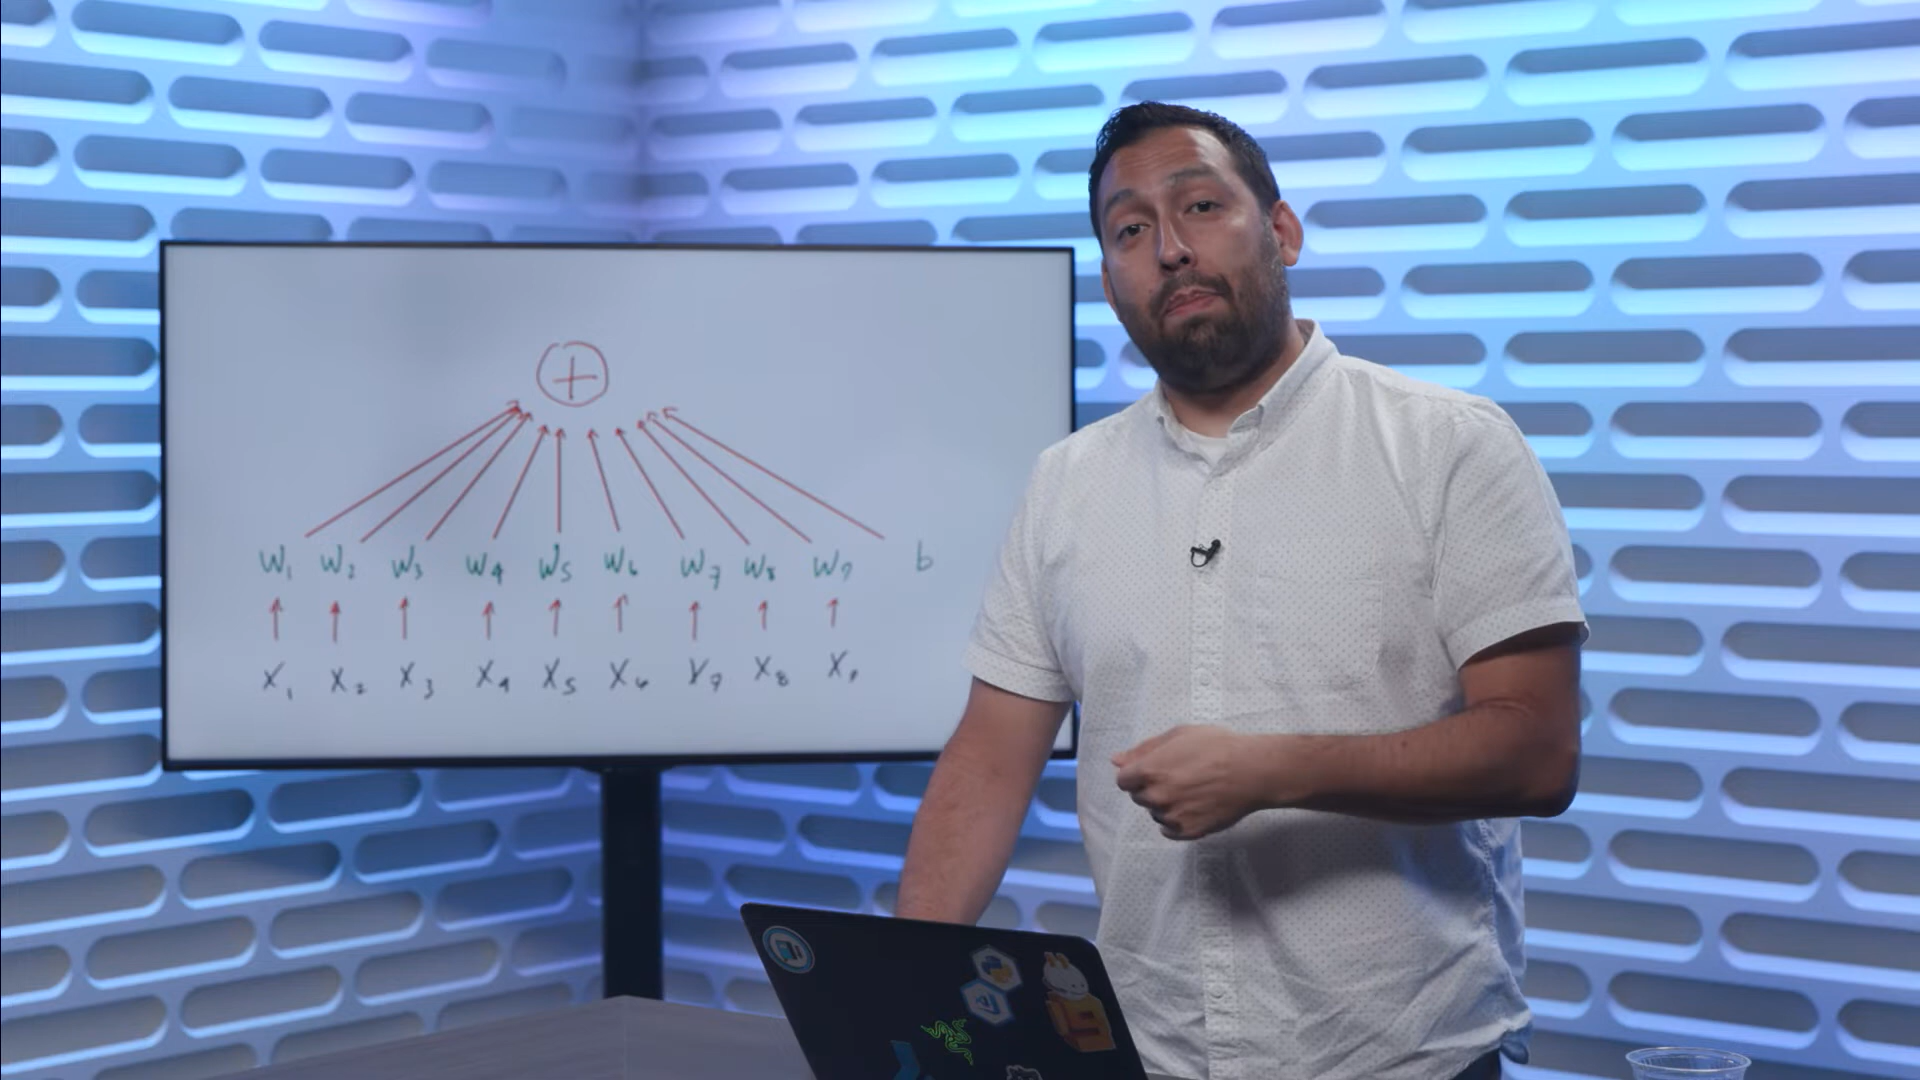 +
W₁ W₂ W₃ W₄ W₅ W₆ W₇ W₈ W₉ b
X₁ X₂ X₃ X₄ X₅ X₆ X₇ X₈ X₉